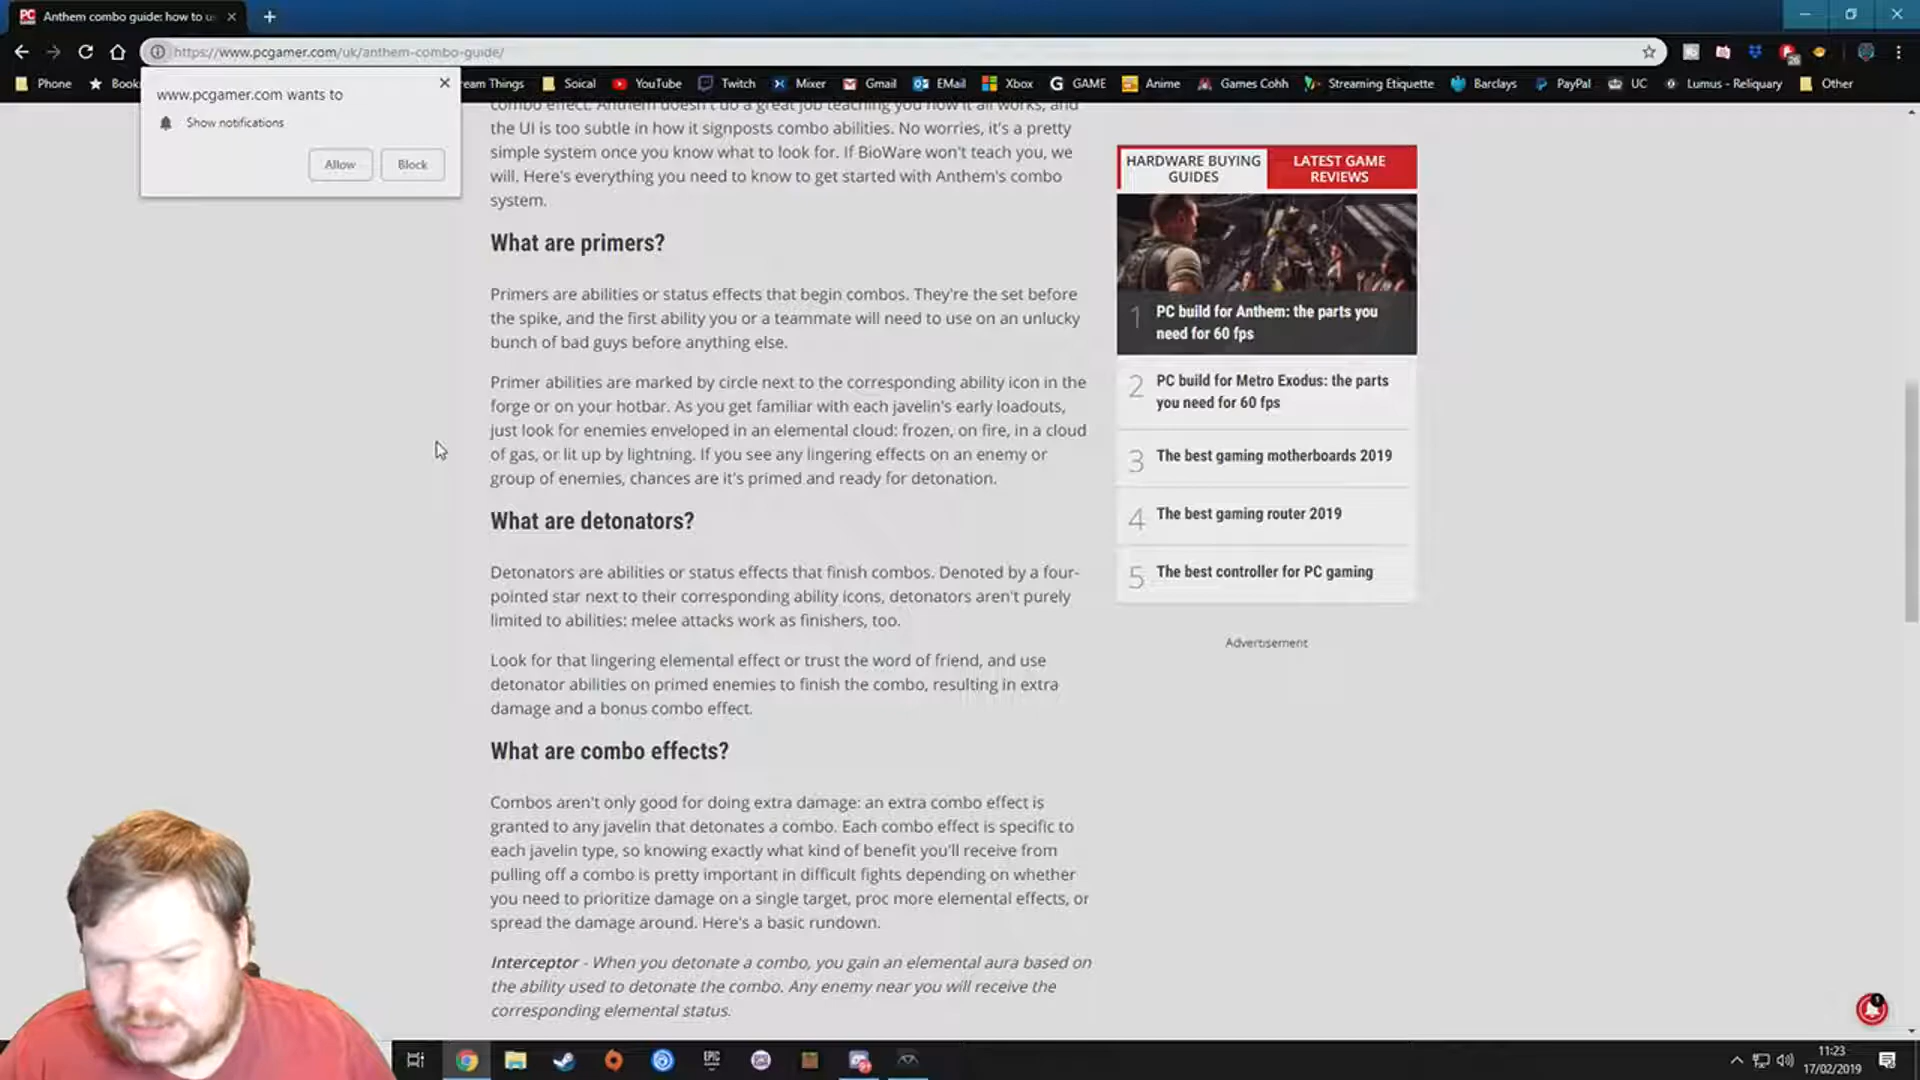 Anthem combo guide: how to u
https://www.pcgamer.com/uk/anthem-combo-guide/
Phone
Book
ream Things
Soical
YouTube
Twitch
Mixer
Gmail
EMail
Xbox
GAME
Anime
Games Cohh
Streaming Etiquette
Barclays
PayPal
UC
Lumus - Reliquary
Other
www.pcgamer.com wants to
Show notifications
Allow
Block
combo effect. Anthem doesn't do a great job teaching you how it all works, and
the UI is too subtle in how it signposts combo abilities. No worries, it's a pretty
simple system once you know what to look for. If BioWare won't teach you, we
will. Here's everything you need to know to get started with Anthem's combo
system.
What are primers?
Primers are abilities or status effects that begin combos. They're the set before
the spike, and the first ability you or a teammate will need to use on an unlucky
bunch of bad guys before anything else.
Primer abilities are marked by circle next to the corresponding ability icon in the
forge or on your hotbar. As you get familiar with each javelin's early loadouts,
just look for enemies enveloped in an elemental cloud: frozen, on fire, in a cloud
of gas, or lit up by lightning. If you see any lingering effects on an enemy or
group of enemies, chances are it's primed and ready for detonation.
What are detonators?
Detonators are abilities or status effects that finish combos. Denoted by a four-
pointed star next to their corresponding ability icons, detonators aren't purely
limited to abilities: melee attacks work as finishers, too.
Look for that lingering elemental effect or trust the word of friend, and use
detonator abilities on primed enemies to finish the combo, resulting in extra
damage and a bonus combo effect.
What are combo effects?
Combos aren't only good for doing extra damage: an extra combo effect is
granted to any javelin that detonates a combo. Each combo effect is specific to
each javelin type, so knowing exactly what kind of benefit you'll receive from
pulling off a combo is pretty important in difficult fights depending on whether
you need to prioritize damage on a single target, proc more elemental effects, or
spread the damage around. Here's a basic rundown.
Interceptor - When you detonate a combo, you gain an elemental aura based on
the ability used to detonate the combo. Any enemy near you will receive the
corresponding elemental status.
HARDWARE BUYING
GUIDES
LATEST GAME
REVIEWS
1 PC build for Anthem: the parts you
need for 60 fps
2 PC build for Metro Exodus: the parts
you need for 60 fps
3 The best gaming motherboards 2019
4 The best gaming router 2019
5 The best controller for PC gaming
Advertisement
EPIC
11:23
17/02/2019